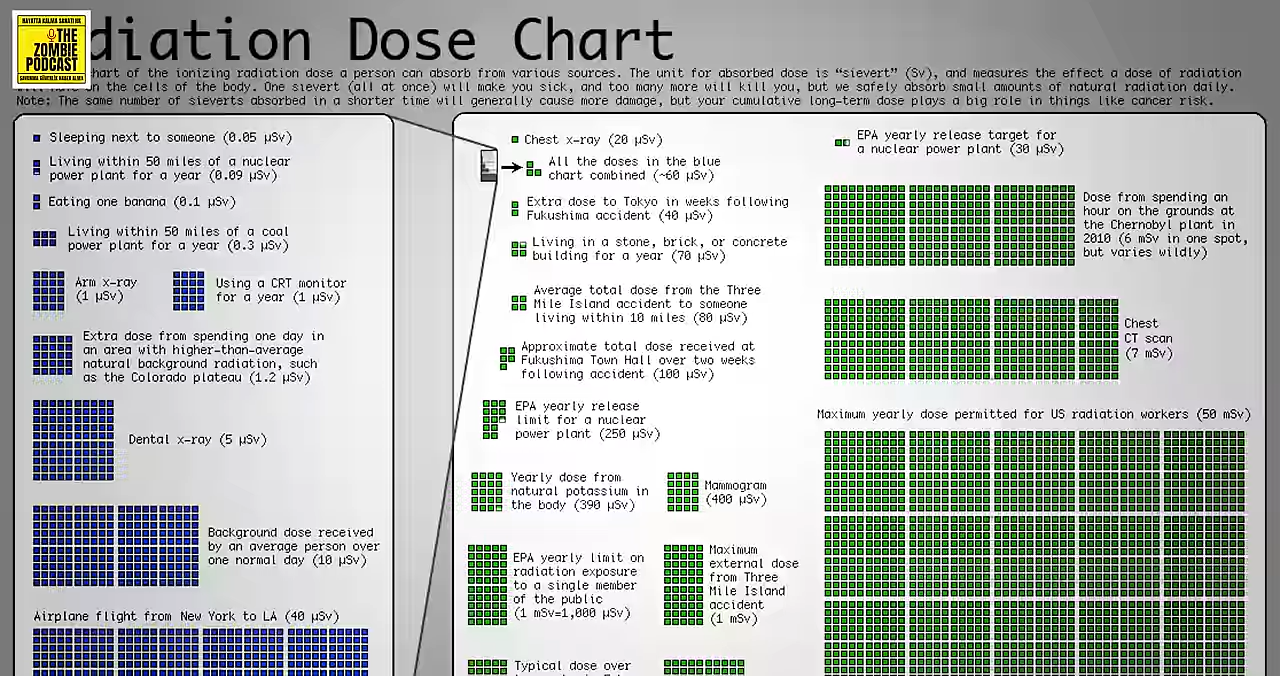 HAYATTA KALMA SANATININ
THE
ZOMBIE
PODCAST
diation Dose Chart
hart of the ionizing radiation dose a person can absorb from various sources. The unit for absorbed dose is “sievert” (Sv), and measures the effect a dose of radiation
on the cells of the body. One sievert (all at once) will make you sick, and too many more will kill you, but we safely absorb small amounts of natural radiation daily.
Note: The same number of sieverts absorbed in a shorter time will generally cause more damage, but your cumulative long-term dose plays a big role in things like cancer risk.
Sleeping next to someone (0.05 µSv)
Living within 50 miles of a nuclear
power plant for a year (0.09 µSv)
Eating one banana (0.1 µSv)
Living within 50 miles of a coal
power plant for a year (0.3 µSv)
Arm x-ray
(1 µSv)
Using a CRT monitor
for a year (1 µSv)
Extra dose from spending one day in
an area with higher-than-average
natural background radiation, such
as the Colorado plateau (1.2 µSv)
Dental x-ray (5 µSv)
Background dose received
by an average person over
one normal day (10 µSv)
Airplane flight from New York to LA (40 µSv)
Chest x-ray (20 µSv)
All the doses in the blue
chart combined (~60 µSv)
Extra dose to Tokyo in weeks following
Fukushima accident (40 µSv)
Living in a stone, brick, or concrete
building for a year (70 µSv)
Average total dose from the Three
Mile Island accident to someone
living within 10 miles (80 µSv)
Approximate total dose received at
Fukushima Town Hall over two weeks
following accident (100 µSv)
EPA yearly release
limit for a nuclear
power plant (250 µSv)
Yearly dose from
natural potassium in
the body (390 µSv)
Mammogram
(400 µSv)
EPA yearly limit on
radiation exposure
to a single member
of the public
(1 mSv=1,000 µSv)
Maximum
external dose
from Three
Mile Island
accident
(1 mSv)
Typical dose over
EPA yearly release target for
a nuclear power plant (30 µSv)
Dose from spending an
hour on the grounds at
the Chernobyl plant in
2010 (6 mSv in one spot,
but varies wildly)
Chest
CT scan
(7 mSv)
Maximum yearly dose permitted for US radiation workers (50 mSv)